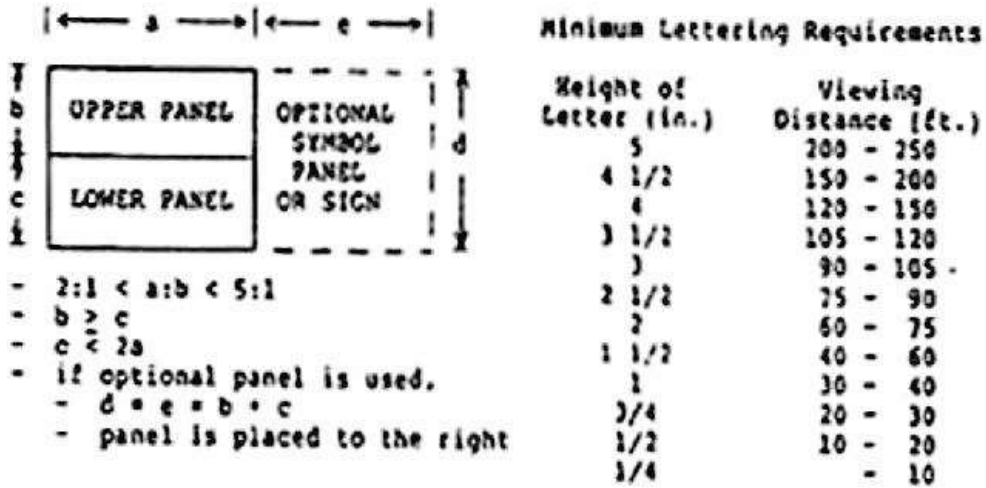 a e
b UPPER PANEL
c LOWER PANEL
OPTIONAL
SYMBOL
PANEL
OR SIGN
d
- 2:1 < a:b < 5:1
- b ≥ c
- c < 2a
- if optional panel is used,
- d = e = b + c
- panel is placed to the right
Minimum Lettering Requirements
Height of Viewing
Letter (in.) Distance (ft.)
5 200 - 250
4 1/2 150 - 200
4 120 - 150
3 1/2 105 - 120
3 90 - 105
2 1/2 75 - 90
2 60 - 75
1 1/2 40 - 60
1 30 - 40
3/4 20 - 30
1/2 10 - 20
1/4 - 10